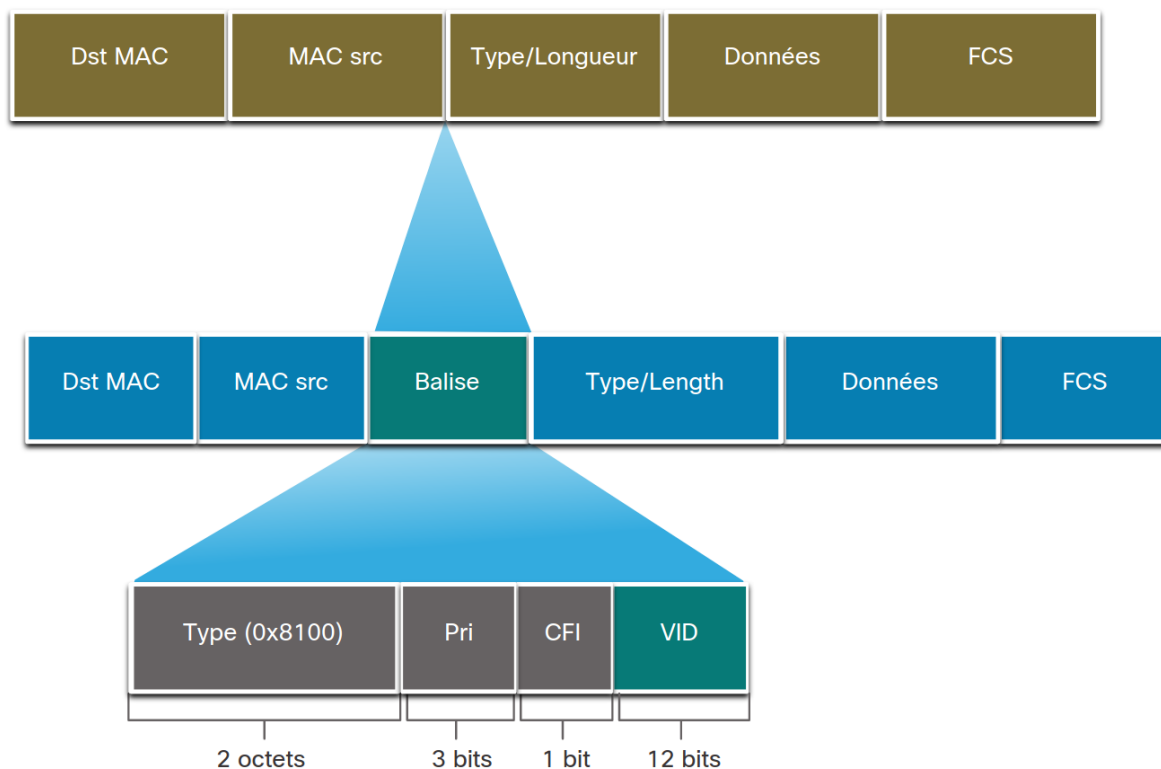 Dst MAC
MAC src
Type/Longueur
Données
FCS
Dst MAC
MAC src
Balise
Type/Length
Données
FCS
Type (0x8100)
Pri
CFI
VID
2 octets
3 bits
1 bit
12 bits